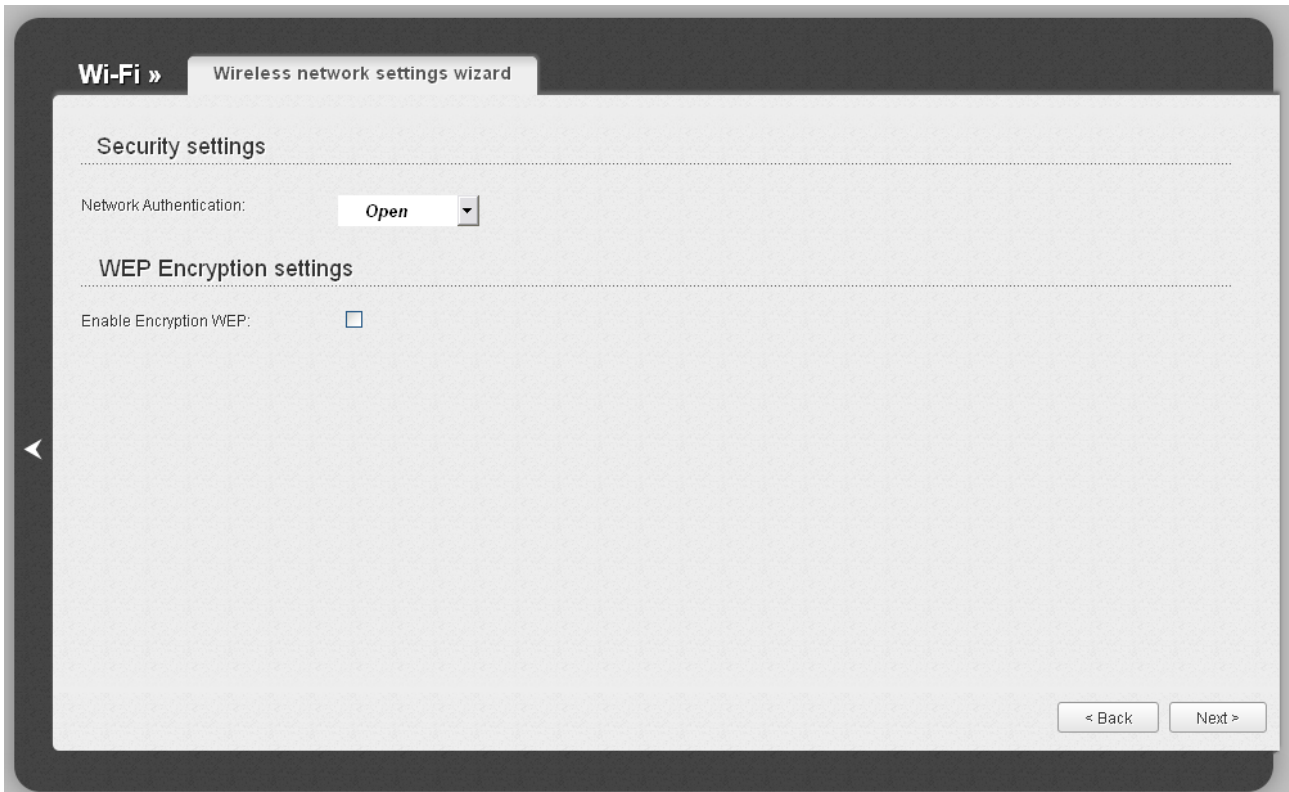 Wi-Fi » Wireless network settings wizard
Security settings
Network Authentication: Open
WEP Encryption settings
Enable Encryption WEP:
< Back Next >